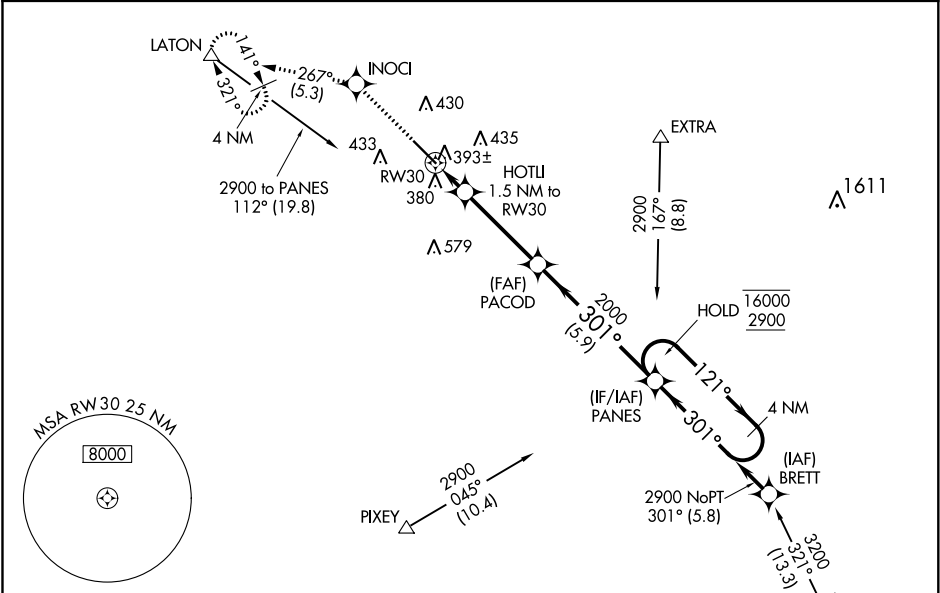 LATON
141°
321°
4 NM
267°
(5.3)
INOCI
2900 to PANES
112° (19.8)
430
435
433
393±
RW30
380
HOTLI
1.5 NM to
RW30
579
EXTRA
2900
167°
(8.8)
1611
(FAF)
PACOD
2000
301°
(5.9)
HOLD
16000
2900
(IF/IAF)
PANES
121°
301°
4 NM
(IAF)
BRETT
2900 NoPT
301° (5.8)
3200
321°
(13.3)
PIXEY
2900
045°
(10.4)
MSA RW30 25 NM
8000